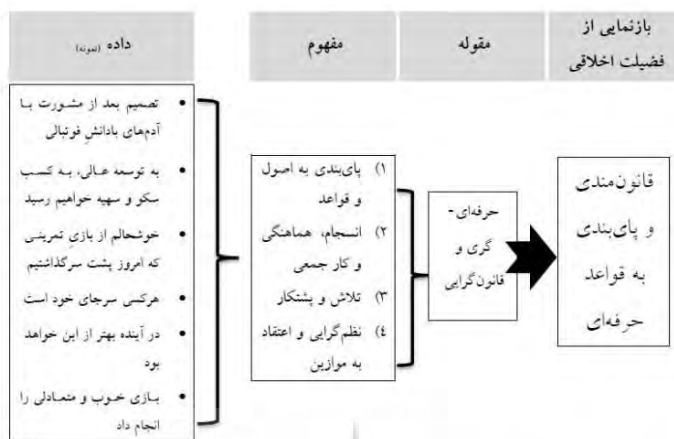 بازنمایی از
فضیلت اخلاقی
مقوله
مفهوم
داده (نمونه)
قانون‌مندی
و پای‌بندی
به قواعد
حرفه‌ای
حرفه‌ای-
گری و
قانون‌گرایی
۱) پای‌بندی به اصول
و قواعد
۲) انسجام، هماهنگی
و کار جمعی
۳) تلاش و پشتکار
۴) نظم‌گرایی و اعتقاد
به موازین
• تصمیم بعد از مشورت با
آدم‌های بادانشِ فوتبالی
• به توسعه عالی، به کسب
سکو و سهیه خواهیم رسید
• خوشحالم از بازی تمرینی
که امروز پشت سرگذاشتیم
• هرکسی سرجای خود است
• در آینده بهتر از این خواهد
بود
• بازی خوب و متعادلی را
انجام داد